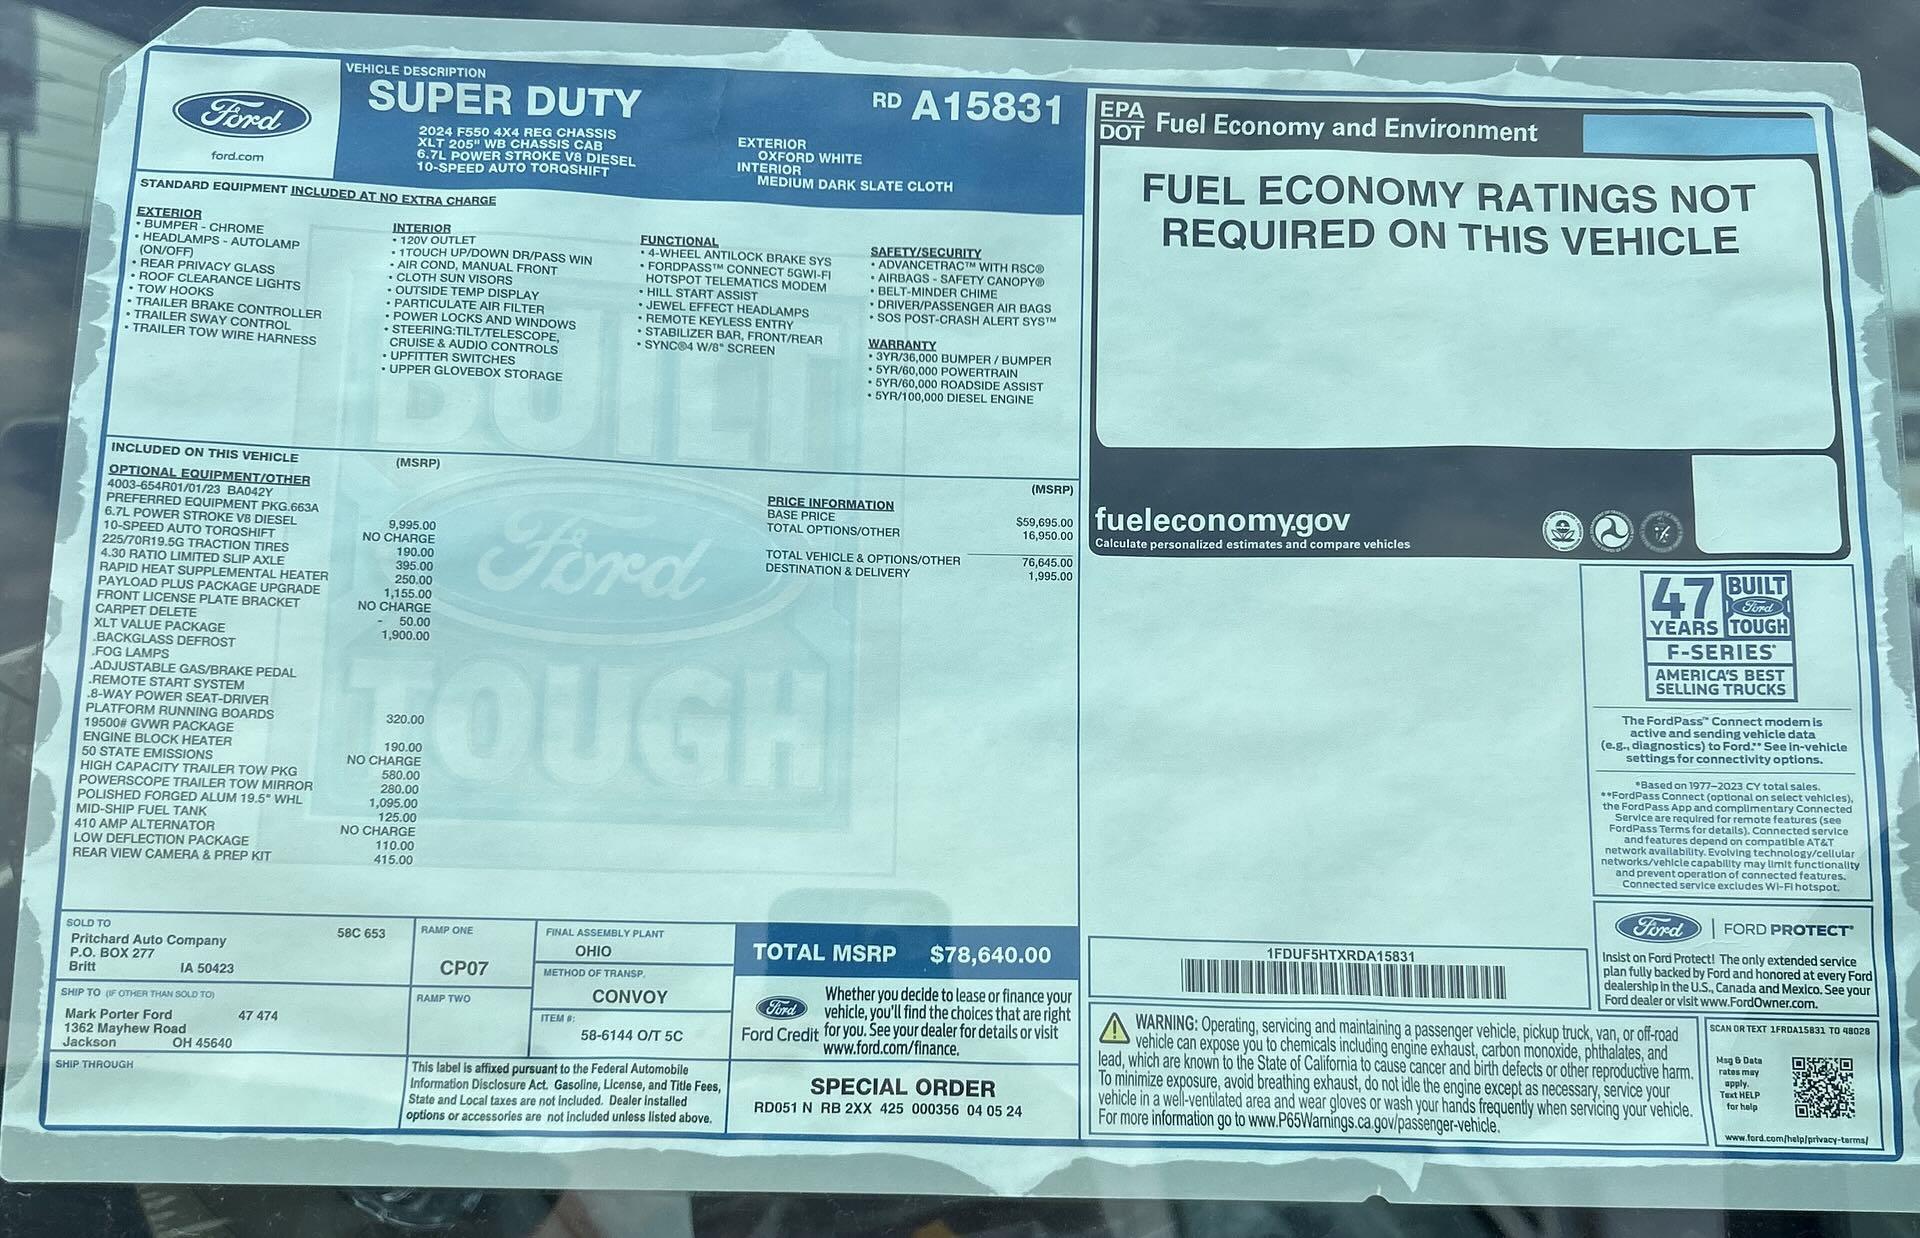 Ford
ford.com
VEHICLE DESCRIPTION
SUPER DUTY
2024 F550 4X4 REG CHASSIS
XLT 205" WB CHASSIS CAB
6.7L POWER STROKE V8 DIESEL
10-SPEED AUTO TORQSHIFT
RD A15831
EXTERIOR
OXFORD WHITE
INTERIOR
MEDIUM DARK SLATE CLOTH
STANDARD EQUIPMENT INCLUDED AT NO EXTRA CHARGE
EXTERIOR
• BUMPER - CHROME
• HEADLAMPS - AUTOLAMP
(ON/OFF)
• REAR PRIVACY GLASS
• ROOF CLEARANCE LIGHTS
• TOW HOOKS
• TRAILER BRAKE CONTROLLER
• TRAILER SWAY CONTROL
• TRAILER TOW WIRE HARNESS
INTERIOR
• 120V OUTLET
• 1TOUCH UP/DOWN DR/PASS WIN
• AIR COND, MANUAL FRONT
• CLOTH SUN VISORS
• OUTSIDE TEMP DISPLAY
• PARTICULATE AIR FILTER
• POWER LOCKS AND WINDOWS
• STEERING:TILT/TELESCOPE,
CRUISE & AUDIO CONTROLS
• UPFITTER SWITCHES
• UPPER GLOVEBOX STORAGE
FUNCTIONAL
• 4-WHEEL ANTILOCK BRAKE SYS
• FORDPASS™ CONNECT 5GWI-FI
HOTSPOT TELEMATICS MODEM
• HILL START ASSIST
• JEWEL EFFECT HEADLAMPS
• REMOTE KEYLESS ENTRY
• STABILIZER BAR, FRONT/REAR
• SYNC®4 W/8" SCREEN
SAFETY/SECURITY
• ADVANCETRAC™ WITH RSC®
• AIRBAGS - SAFETY CANOPY®
• BELT-MINDER CHIME
• DRIVER/PASSENGER AIR BAGS
• SOS POST-CRASH ALERT SYS™
WARRANTY
• 3YR/36,000 BUMPER / BUMPER
• 5YR/60,000 POWERTRAIN
• 5YR/60,000 ROADSIDE ASSIST
• 5YR/100,000 DIESEL ENGINE
BUILT
Ford
TOUGH
INCLUDED ON THIS VEHICLE (MSRP)
OPTIONAL EQUIPMENT/OTHER
4003-654R01/01/23 BA042Y
PREFERRED EQUIPMENT PKG.663A
6.7L POWER STROKE V8 DIESEL 9,995.00
10-SPEED AUTO TORQSHIFT NO CHARGE
225/70R19.5G TRACTION TIRES 190.00
4.30 RATIO LIMITED SLIP AXLE 395.00
RAPID HEAT SUPPLEMENTAL HEATER 250.00
PAYLOAD PLUS PACKAGE UPGRADE 1,155.00
FRONT LICENSE PLATE BRACKET NO CHARGE
CARPET DELETE - 50.00
XLT VALUE PACKAGE 1,900.00
.BACKGLASS DEFROST
.FOG LAMPS
.ADJUSTABLE GAS/BRAKE PEDAL
.REMOTE START SYSTEM
.8-WAY POWER SEAT-DRIVER
PLATFORM RUNNING BOARDS 320.00
19500# GVWR PACKAGE
ENGINE BLOCK HEATER 190.00
50 STATE EMISSIONS NO CHARGE
HIGH CAPACITY TRAILER TOW PKG 580.00
POWERSCOPE TRAILER TOW MIRROR 280.00
POLISHED FORGED ALUM 19.5" WHL 1,095.00
MID-SHIP FUEL TANK 125.00
410 AMP ALTERNATOR NO CHARGE
LOW DEFLECTION PACKAGE 110.00
REAR VIEW CAMERA & PREP KIT 415.00
(MSRP)
PRICE INFORMATION
BASE PRICE $59,695.00
TOTAL OPTIONS/OTHER 16,950.00
TOTAL VEHICLE & OPTIONS/OTHER 76,645.00
DESTINATION & DELIVERY 1,995.00
SOLD TO
Pritchard Auto Company 58C 653
P.O. BOX 277
Britt IA 50423
SHIP TO (IF OTHER THAN SOLD TO)
Mark Porter Ford 47 474
1362 Mayhew Road
Jackson OH 45640
SHIP THROUGH
RAMP ONE
CP07
RAMP TWO
FINAL ASSEMBLY PLANT
OHIO
METHOD OF TRANSP.
CONVOY
ITEM #:
58-6144 O/T 5C
This label is affixed pursuant to the Federal Automobile
Information Disclosure Act. Gasoline, License, and Title Fees,
State and Local taxes are not included. Dealer installed
options or accessories are not included unless listed above.
TOTAL MSRP $78,640.00
Ford
Ford Credit
Whether you decide to lease or finance your
vehicle, you'll find the choices that are right
for you. See your dealer for details or visit
www.ford.com/finance.
SPECIAL ORDER
RD051 N RB 2XX 425 000356 04 05 24
EPA
DOT
Fuel Economy and Environment
FUEL ECONOMY RATINGS NOT
REQUIRED ON THIS VEHICLE
fueleconomy.gov
Calculate personalized estimates and compare vehicles
47
YEARS
BUILT
Ford
TOUGH
F-SERIES*
AMERICA'S BEST
SELLING TRUCKS
The FordPass™ Connect modem is
active and sending vehicle data
(e.g., diagnostics) to Ford.** See in-vehicle
settings for connectivity options.
*Based on 1977-2023 CY total sales.
**FordPass Connect (optional on select vehicles),
the FordPass App and complimentary Connected
Service are required for remote features (see
FordPass Terms for details). Connected service
and features depend on compatible AT&T
network availability. Evolving technology/cellular
networks/vehicle capability may limit functionality
and prevent operation of connected features.
Connected service excludes Wi-Fi hotspot.
1FDUF5HTXRDA15831
Ford | FORD PROTECT®
Insist on Ford Protect! The only extended service
plan fully backed by Ford and honored at every Ford
dealership in the U.S., Canada and Mexico. See your
Ford dealer or visit www.FordOwner.com.
WARNING: Operating, servicing and maintaining a passenger vehicle, pickup truck, van, or off-road
vehicle can expose you to chemicals including engine exhaust, carbon monoxide, phthalates, and
lead, which are known to the State of California to cause cancer and birth defects or other reproductive harm.
To minimize exposure, avoid breathing exhaust, do not idle the engine except as necessary, service your
vehicle in a well-ventilated area and wear gloves or wash your hands frequently when servicing your vehicle.
For more information go to www.P65Warnings.ca.gov/passenger-vehicle.
SCAN OR TEXT 1FRDA15831 TO 48028
Msg & Data
rates may
apply.
Text HELP
for help
www.ford.com/help/privacy-terms/